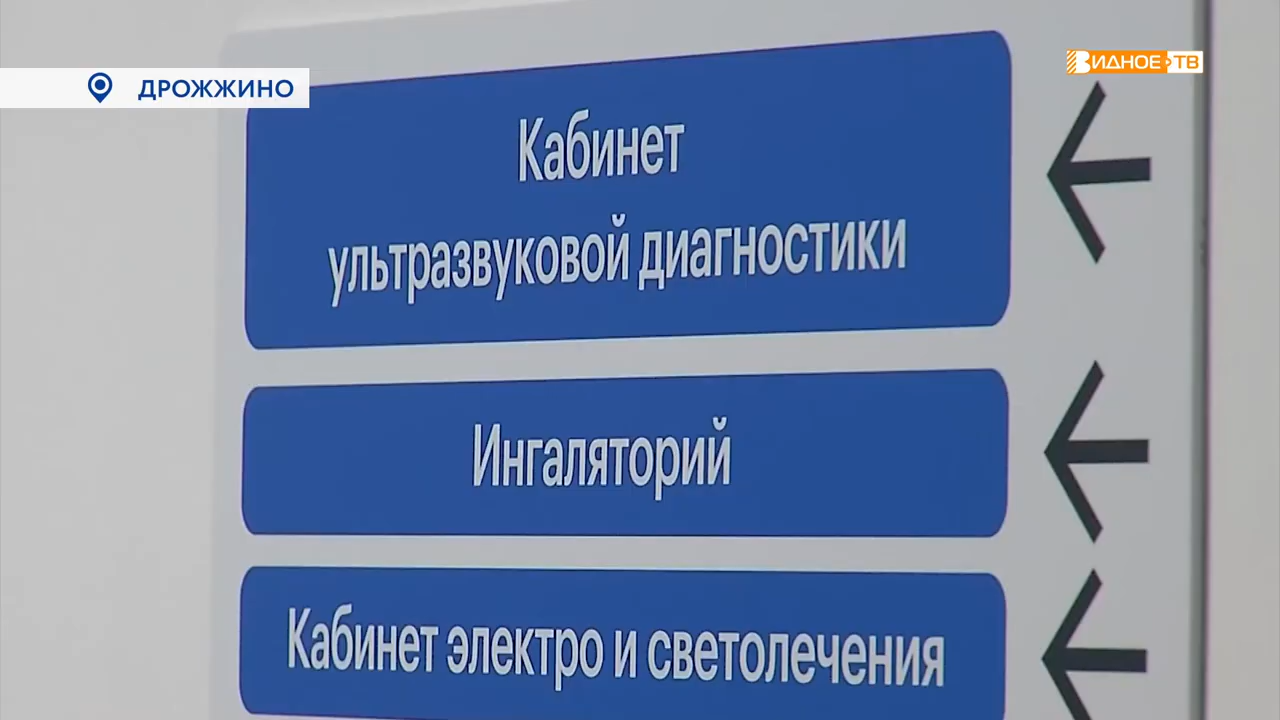 ДРОЖЖИНО
ВИДНОЕ ТВ
Кабинет
ультразвуковой диагностики
Ингаляторий
Кабинет электро и светолечения